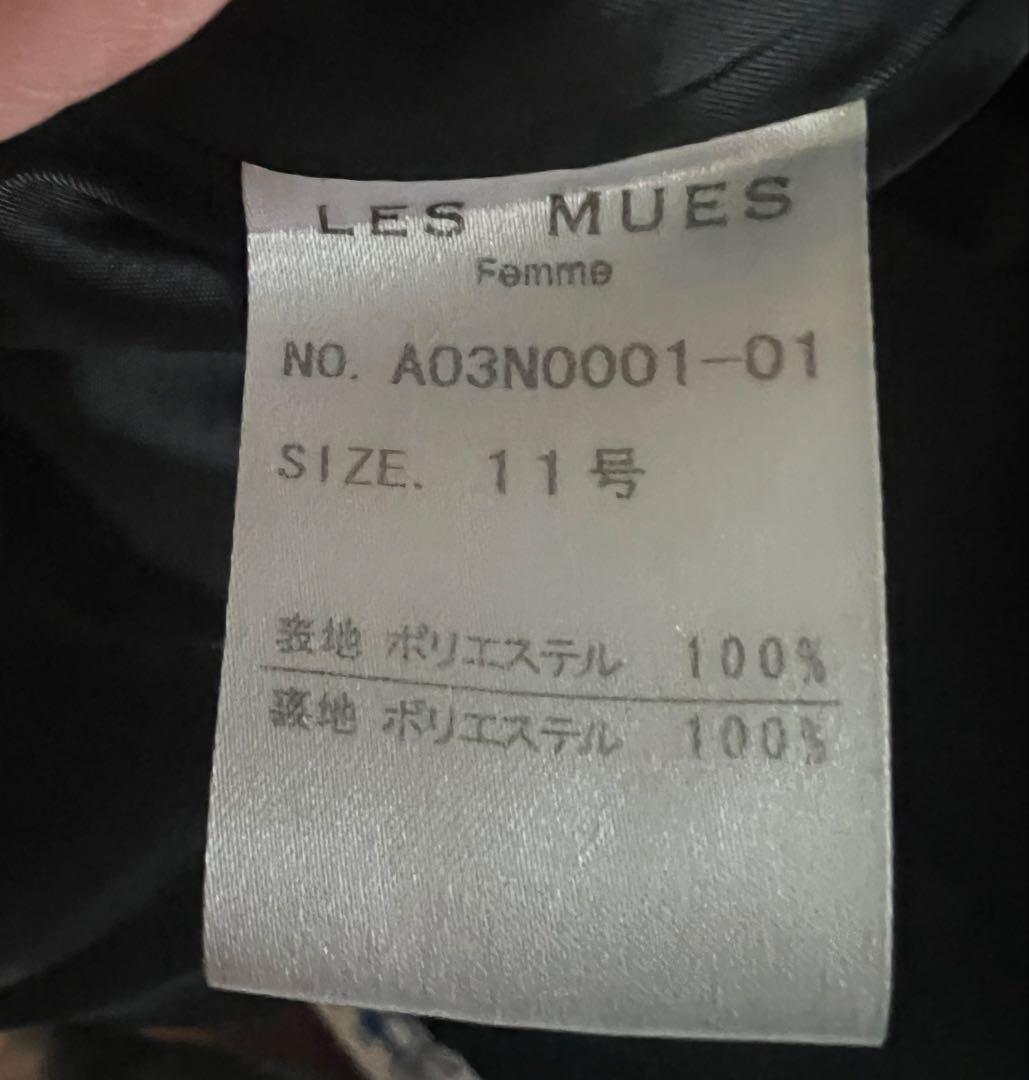 LES MUES
Femme
NO. A03N0001-01
SIZE. 11号
表地 ポリエステル 100%
裏地 ポリエステル 100%